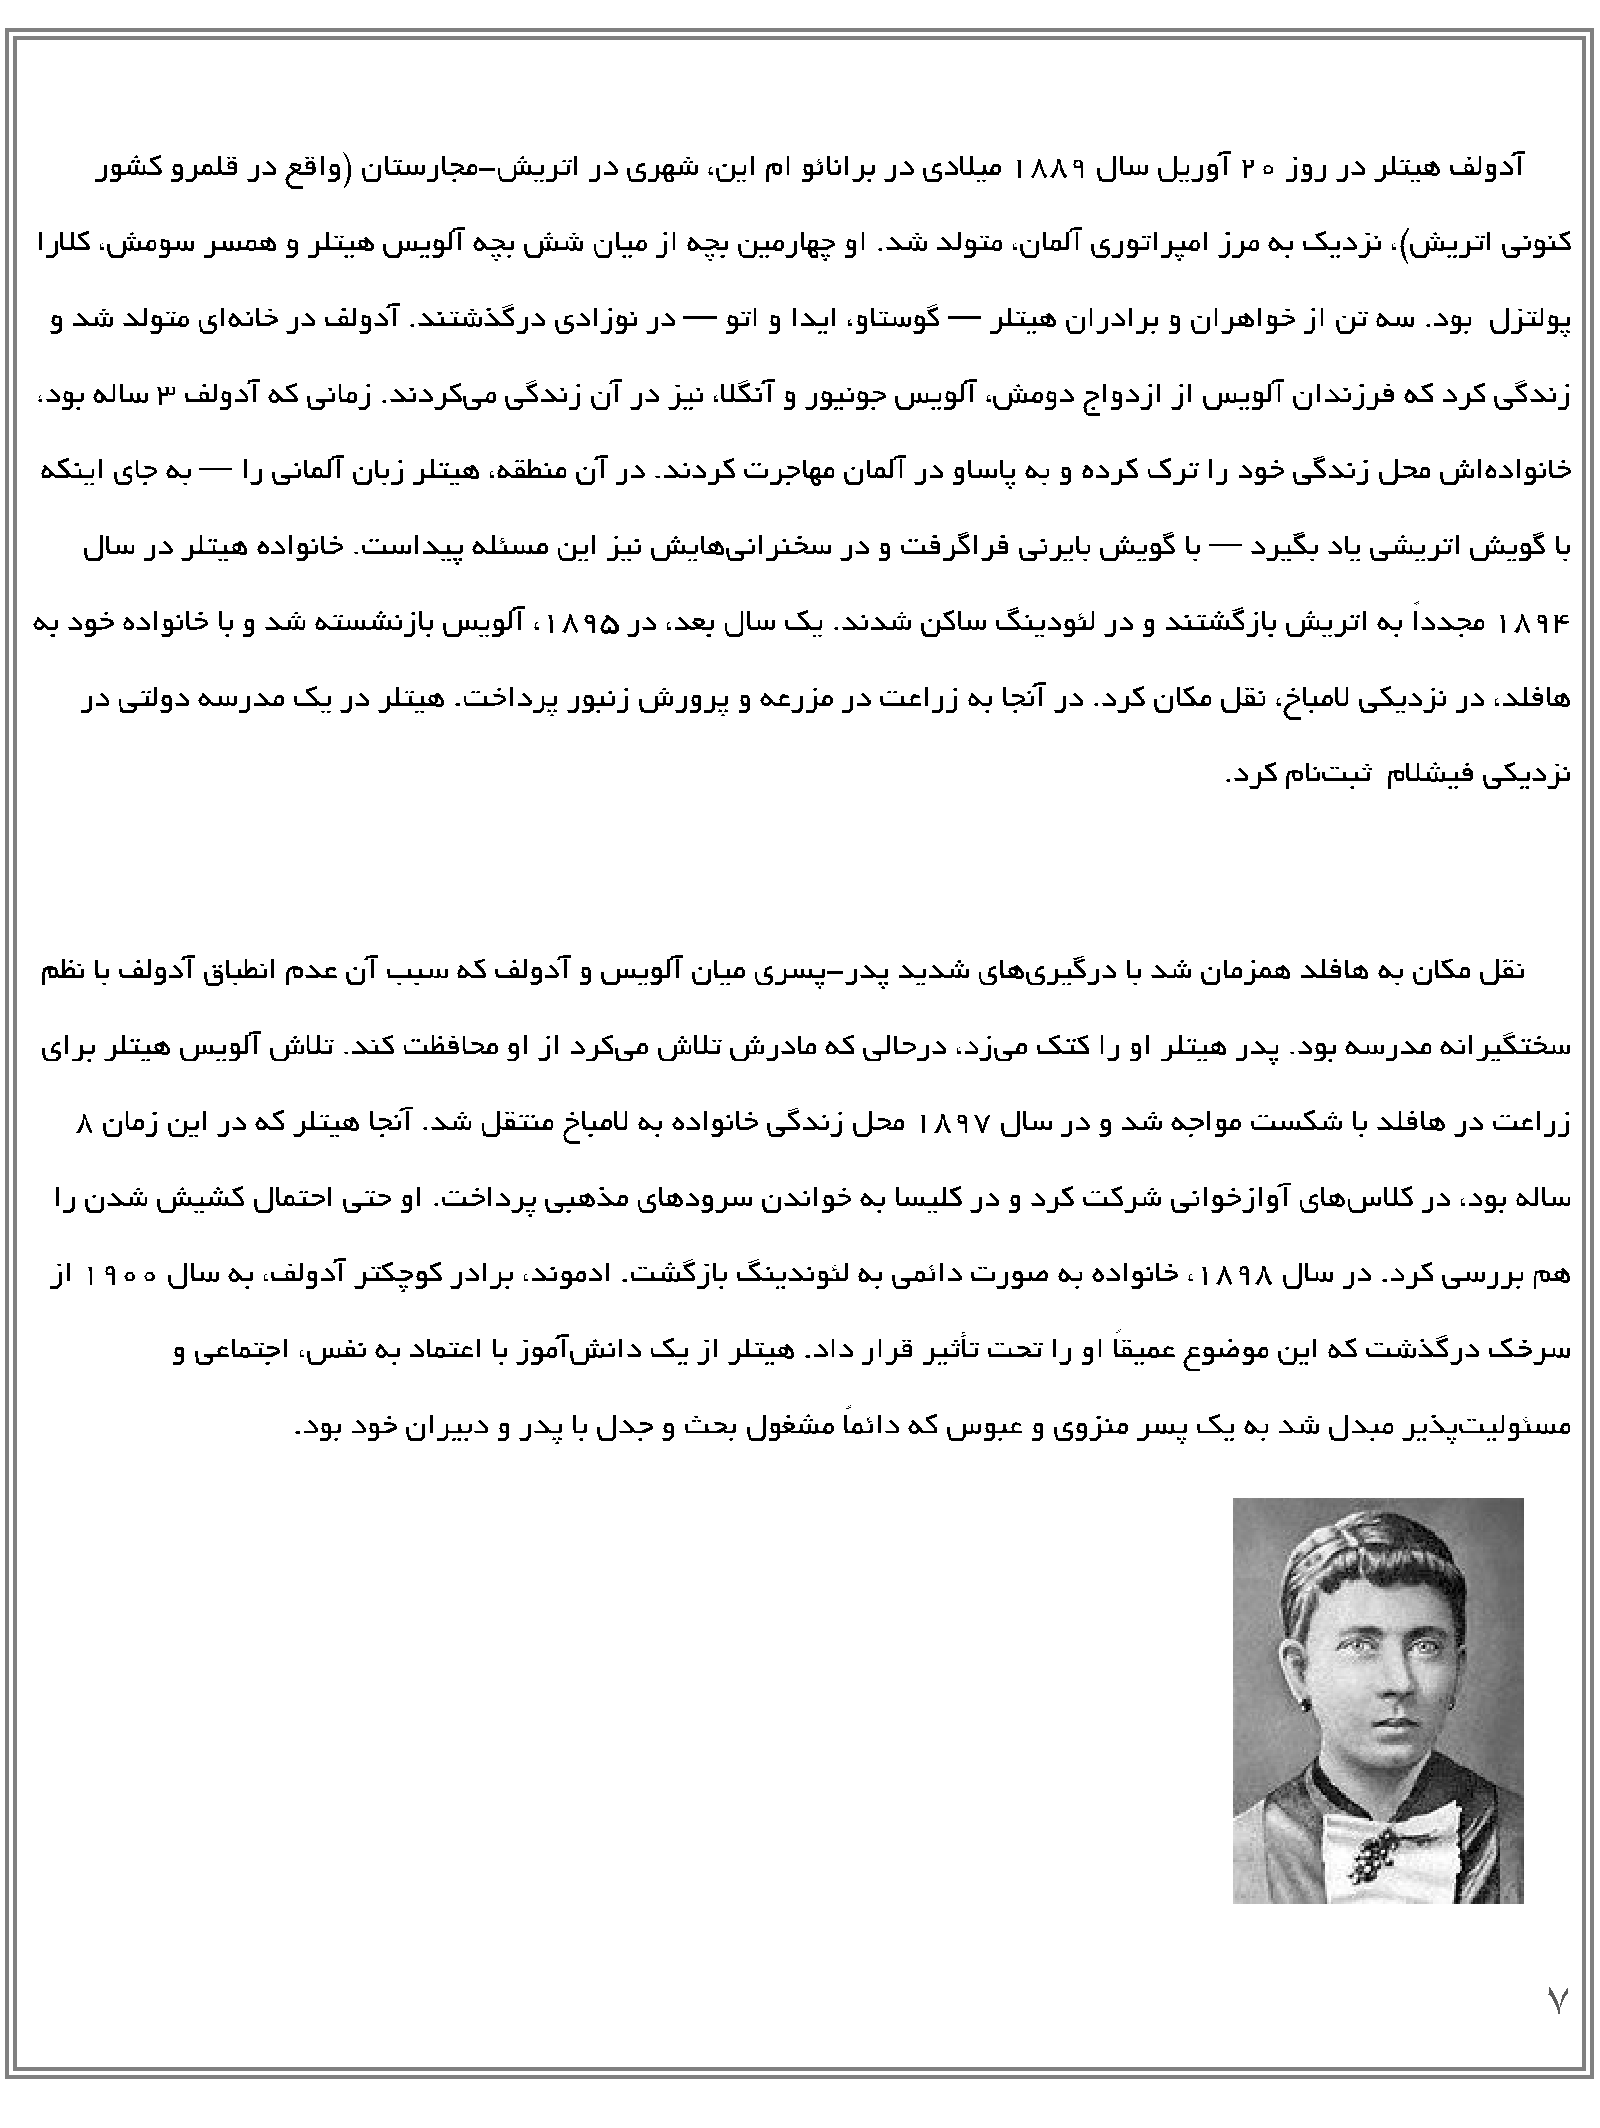 آدولف هیتلر در روز ۲۰ آوریل سال ۱۸۸۹ میلادی در برانائو ام این، شهری در اتریش-مجارستان (واقع در قلمرو کشور
کنونی اتریش)، نزدیک به مرز امپراتوری آلمان، متولد شد. او چهارمین بچه از میان شش بچه آلویس هیتلر و همسر سومش، کلارا
پولتزل بود. سه تن از خواهران و برادران هیتلر — گوستاو، ایدا و اتو — در نوزادی درگذشتند. آدولف در خانه‌ای متولد شد و
زندگی کرد که فرزندان آلویس از ازدواج دومش، آلویس جونیور و آنگلا، نیز در آن زندگی می‌کردند. زمانی که آدولف ۳ ساله بود،
خانواده‌اش محل زندگی خود را ترک کرده و به پاساو در آلمان مهاجرت کردند. در آن منطقه، هیتلر زبان آلمانی را — به جای اینکه
با گویش اتریشی یاد بگیرد — با گویش بایرنی فراگرفت و در سخنرانی‌هایش نیز این مسئله پیداست. خانواده هیتلر در سال
۱۸۹۴ مجدداً به اتریش بازگشتند و در لئودینگ ساکن شدند. یک سال بعد، در ۱۸۹۵، آلویس بازنشسته شد و با خانواده خود به
هافلد، در نزدیکی لامباخ، نقل مکان کرد. در آنجا به زراعت در مزرعه و پرورش زنبور پرداخت. هیتلر در یک مدرسه دولتی در
نزدیکی فیشلام ثبت‌نام کرد.
نقل مکان به هافلد همزمان شد با درگیری‌های شدید پدر-پسری میان آلویس و آدولف که سبب آن عدم انطباق آدولف با نظم
سختگیرانه مدرسه بود. پدر هیتلر او را کتک می‌زد، درحالی که مادرش تلاش می‌کرد از او محافظت کند. تلاش آلویس هیتلر برای
زراعت در هافلد با شکست مواجه شد و در سال ۱۸۹۷ محل زندگی خانواده به لامباخ منتقل شد. آنجا هیتلر که در این زمان ۸
ساله بود، در کلاس‌های آوازخوانی شرکت کرد و در کلیسا به خواندن سرودهای مذهبی پرداخت. او حتی احتمال کشیش شدن را
هم بررسی کرد. در سال ۱۸۹۸، خانواده به صورت دائمی به لئوندینگ بازگشت. ادموند، برادر کوچکتر آدولف، به سال ۱۹۰۰ از
سرخک درگذشت که این موضوع عمیقاً او را تحت تأثیر قرار داد. هیتلر از یک دانش‌آموز با اعتماد به نفس، اجتماعی و
مسئولیت‌پذیر مبدل شد به یک پسر منزوی و عبوس که دائماً مشغول بحث و جدل با پدر و دبیران خود بود.
۷